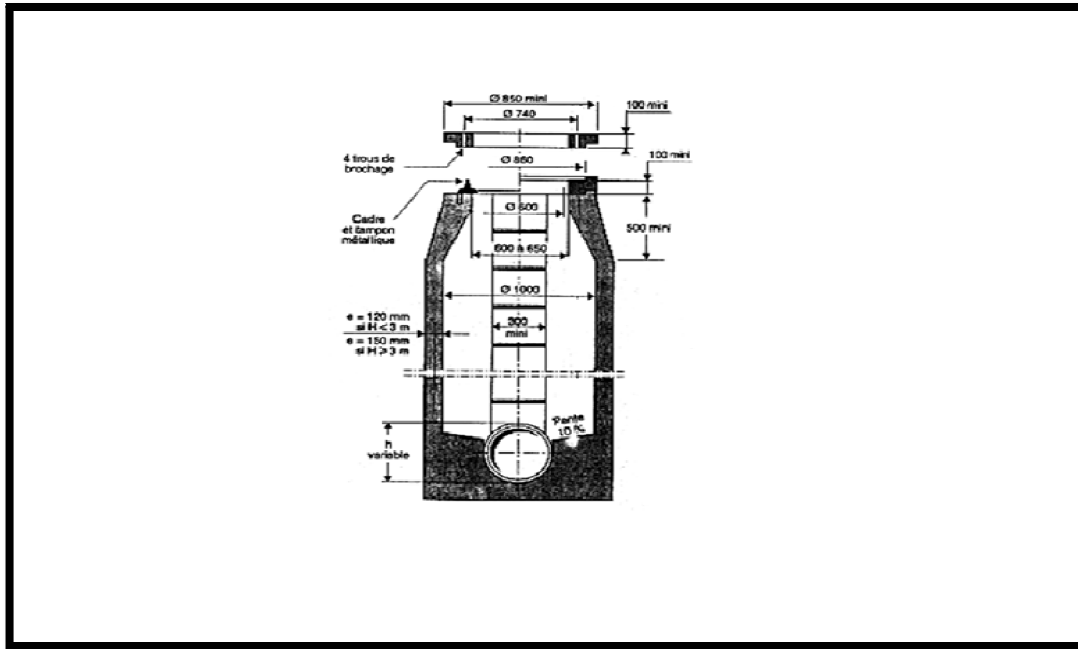 Ø 850 mini
100 mini
Ø 740
4 trous de
brochage
Ø 860
100 mini
Cadre
et tampon
métallique
Ø 600
500 mini
600 à 650
Ø 1000
e = 120 mm
si H < 3 m
e = 150 mm
si H > 3 m
300
mini
Pente
10 %
h
variable